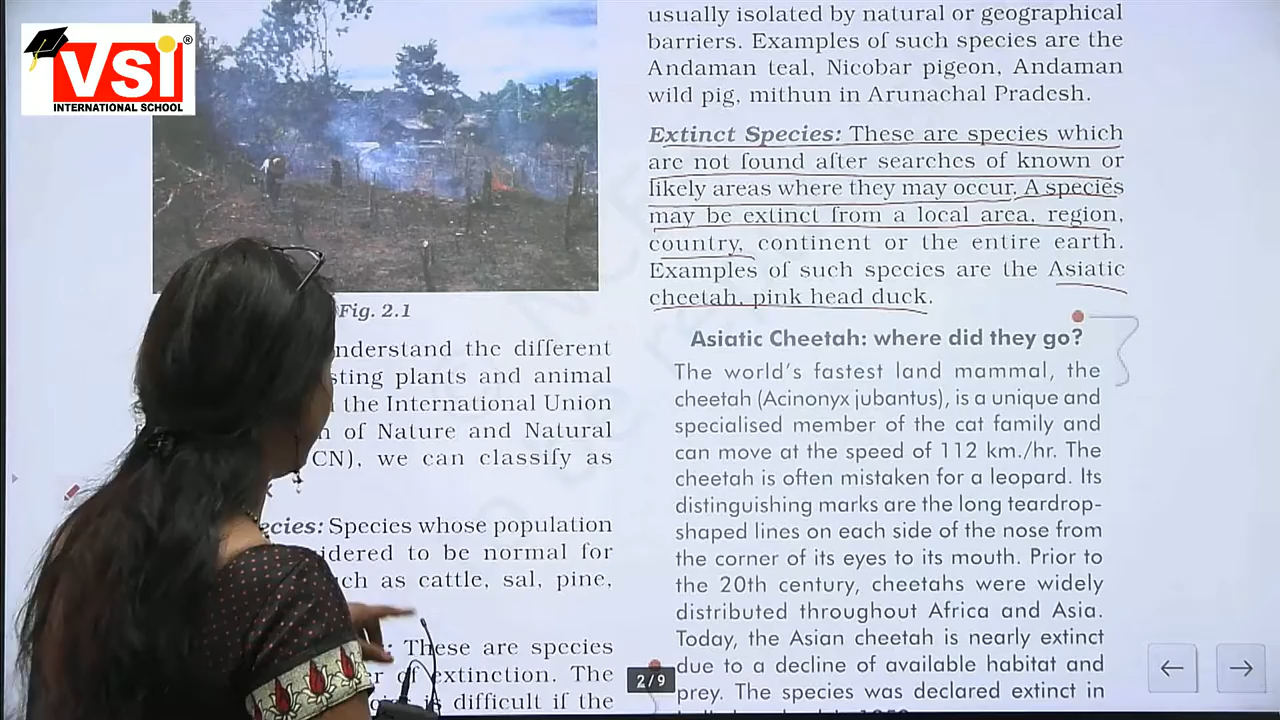 VSI
®
INTERNATIONAL SCHOOL
Fig. 2.1
nderstand the different
sting plants and animal
the International Union
n of Nature and Natural
CN), we can classify as
ecies: Species whose population
idered to be normal for
ch as cattle, sal, pine,
: These are species
er of extinction. The
is difficult if the
usually isolated by natural or geographical
barriers. Examples of such species are the
Andaman teal, Nicobar pigeon, Andaman
wild pig, mithun in Arunachal Pradesh.
Extinct Species: These are species which
are not found after searches of known or
likely areas where they may occur. A species
may be extinct from a local area, region,
country, continent or the entire earth.
Examples of such species are the Asiatic
cheetah, pink head duck.
Asiatic Cheetah: where did they go?
The world's fastest land mammal, the
cheetah (Acinonyx jubantus), is a unique and
specialised member of the cat family and
can move at the speed of 112 km./hr. The
cheetah is often mistaken for a leopard. Its
distinguishing marks are the long teardrop-
shaped lines on each side of the nose from
the corner of its eyes to its mouth. Prior to
the 20th century, cheetahs were widely
distributed throughout Africa and Asia.
Today, the Asian cheetah is nearly extinct
due to a decline of available habitat and
prey. The species was declared extinct in
2/9